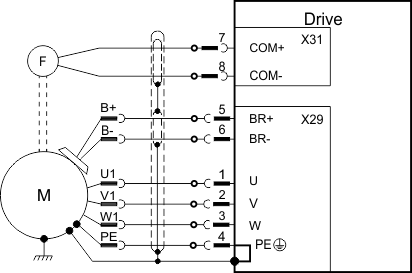 Drive
7 COM+ X31
F
8 COM-
B+ 5 BR+ X29
B- 6 BR-
U1 1 U
M
V1 2 V
W1 3 W
PE 4 PE